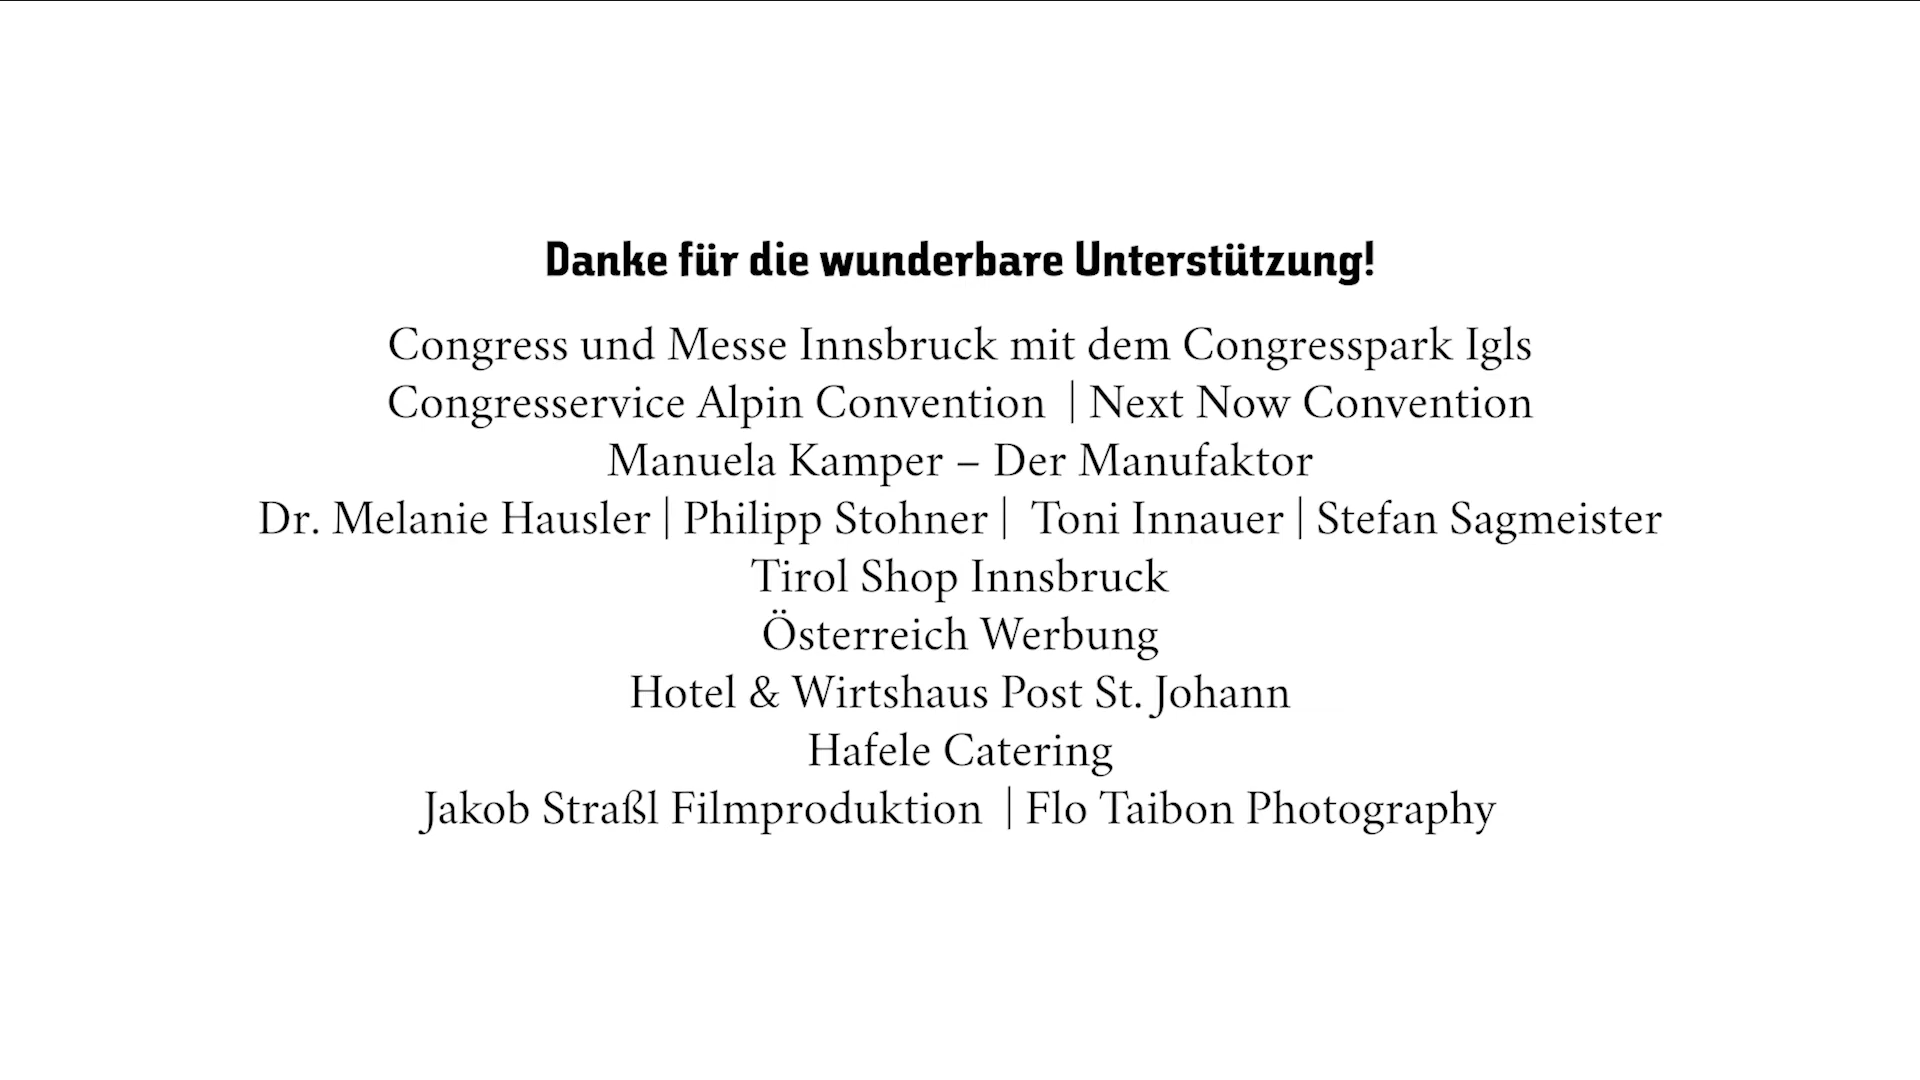 Danke für die wunderbare Unterstützung!
Congress und Messe Innsbruck mit dem Congresspark Igls
Congresservice Alpin Convention | Next Now Convention
Manuela Kamper – Der Manufaktor
Dr. Melanie Hausler | Philipp Stohner | Toni Innauer | Stefan Sagmeister
Tirol Shop Innsbruck
Österreich Werbung
Hotel & Wirtshaus Post St. Johann
Hafele Catering
Jakob Straßl Filmproduktion | Flo Taibon Photography